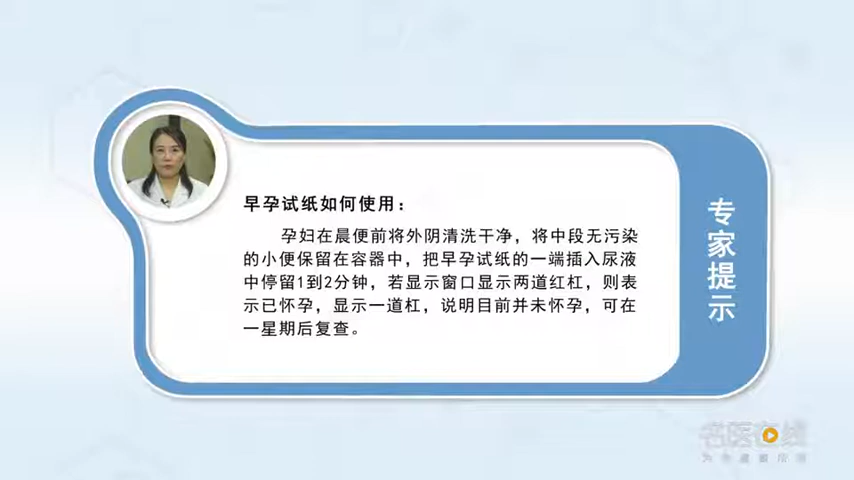 早孕试纸如何使用：
孕妇在晨便前将外阴清洗干净，将中段无污染
的小便保留在容器中，把早孕试纸的一端插入尿液
中停留1到2分钟，若显示窗口显示两道红杠，则表
示已怀孕，显示一道杠，说明目前并未怀孕，可在
一星期后复查。
专家提示
名医在线